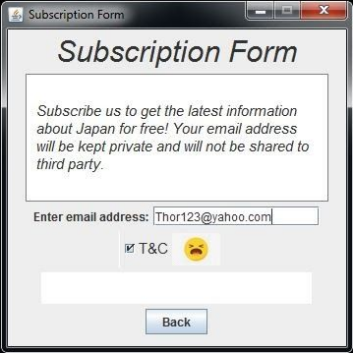 Subscription Form
Subscription Form
Subscribe us to get the latest information
about Japan for free! Your email address
will be kept private and will not be shared to
third party.
Enter email address: Thor123@yahoo.com
T&C
Back